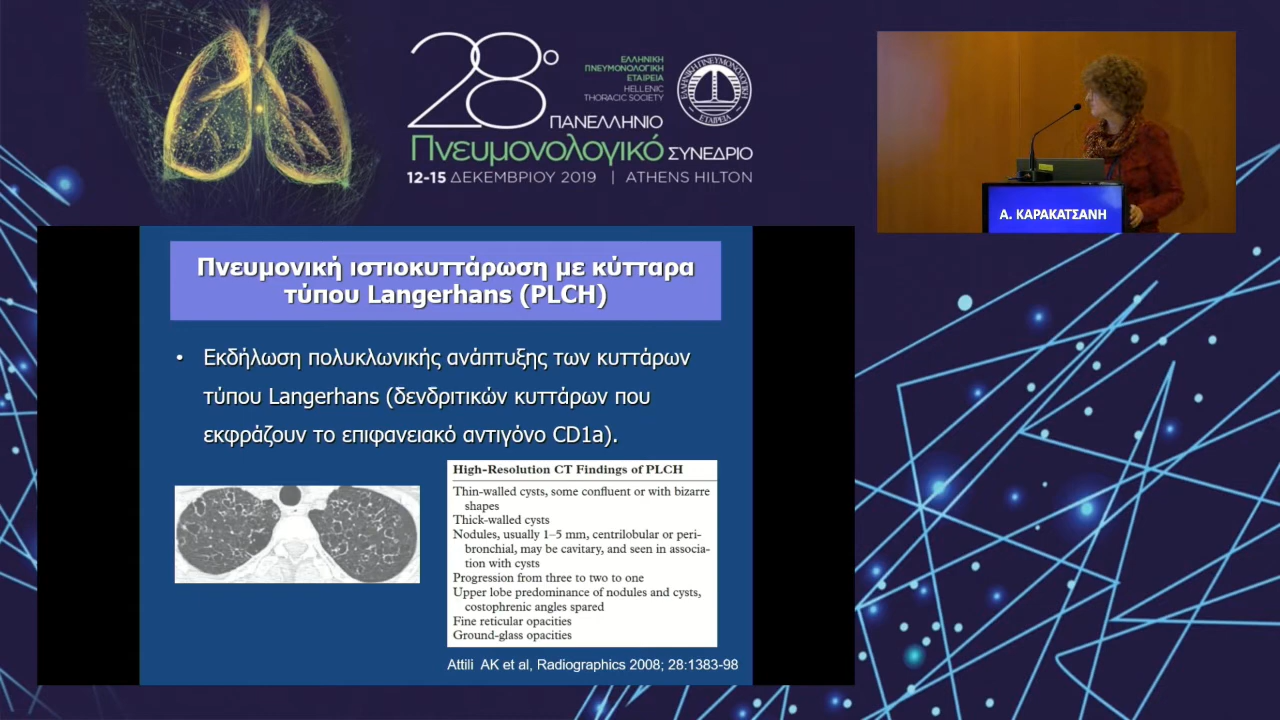 28ο
ΕΛΛΗΝΙΚΗ
ΠΝΕΥΜΟΝΟΛΟΓΙΚΗ
ΕΤΑΙΡΕΙΑ
HELLENIC
THORACIC SOCIETY
ΕΛΛΗΝΙΚΗ ΠΝΕΥΜΟΝΟΛΟΓΙΚΗ
ΕΤΑΙΡΕΙΑ
ΠΑΝΕΛΛΗΝΙΟ
Πνευμονολογικό ΣΥΝΕΔΡΙΟ
12-15 ΔΕΚΕΜΒΡΙΟΥ 2019 | ATHENS HILTON
Α. ΚΑΡΑΚΑΤΣΑΝΗ
Πνευμονική ιστιοκυττάρωση με κύτταρα
τύπου Langerhans (PLCH)
• Εκδήλωση πολυκλωνικής ανάπτυξης των κυττάρων
τύπου Langerhans (δενδριτικών κυττάρων που
εκφράζουν το επιφανειακό αντιγόνο CD1a).
High-Resolution CT Findings of PLCH
Thin-walled cysts, some confluent or with bizarre
shapes
Thick-walled cysts
Nodules, usually 1–5 mm, centrilobular or peri-
bronchial, may be cavitary, and seen in associa-
tion with cysts
Progression from three to two to one
Upper lobe predominance of nodules and cysts,
costophrenic angles spared
Fine reticular opacities
Ground-glass opacities
Attili AK et al, Radiographics 2008; 28:1383-98